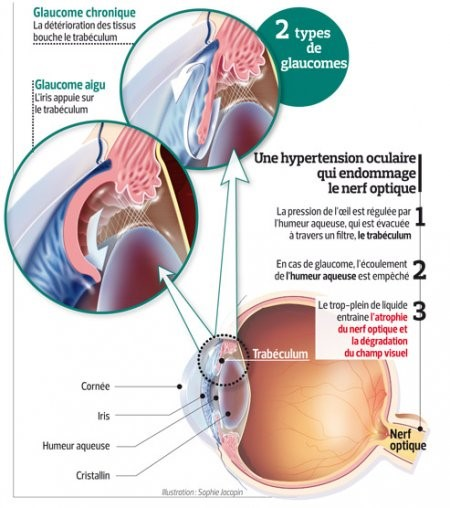 Glaucome chronique
La détérioration des tissus
bouche le trabéculum
2 types
de
glaucomes
Glaucome aigu
L'iris appuie sur
le trabéculum
Une hypertension oculaire
qui endommage
le nerf optique
La pression de l'œil est régulée par
l'humeur aqueuse, qui est évacuée
à travers un filtre, le trabéculum
1
En cas de glaucome, l'écoulement
de l'humeur aqueuse est empêché
2
Le trop-plein de liquide
entraine l'atrophie
du nerf optique et
la dégradation
du champ visuel
3
Trabéculum
Cornée
Iris
Humeur aqueuse
Cristallin
Nerf
optique
Illustration : Sophie Jacopin